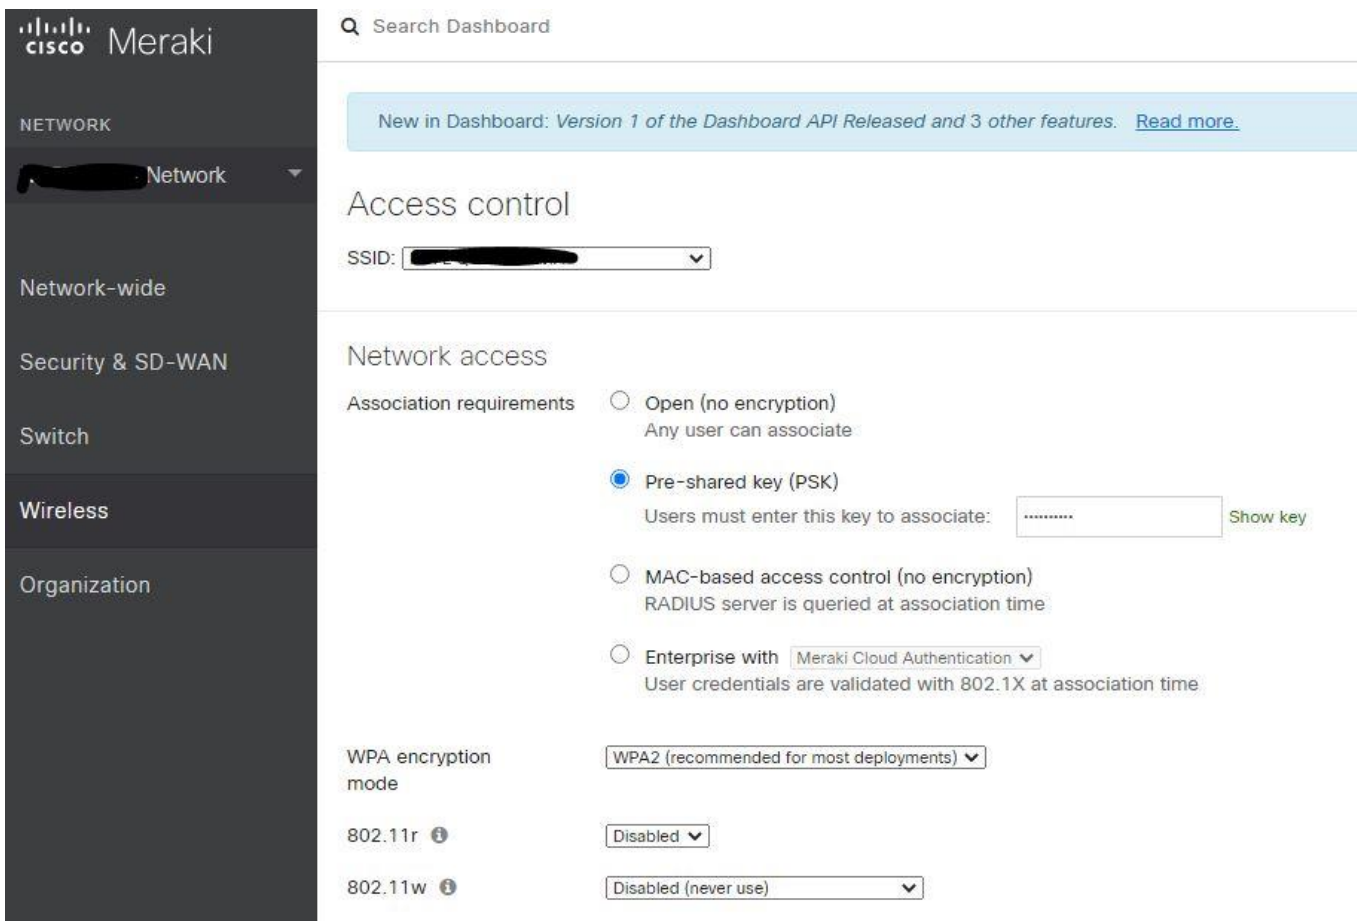 cisco Meraki
NETWORK
Network
Network-wide
Security & SD-WAN
Switch
Wireless
Organization
Search Dashboard
New in Dashboard: Version 1 of the Dashboard API Released and 3 other features. Read more.
Access control
SSID:
Network access
Association requirements
Open (no encryption)
Any user can associate
Pre-shared key (PSK)
Users must enter this key to associate: ·········· Show key
MAC-based access control (no encryption)
RADIUS server is queried at association time
Enterprise with Meraki Cloud Authentication
User credentials are validated with 802.1X at association time
WPA encryption
mode
WPA2 (recommended for most deployments)
802.11r Disabled
802.11w Disabled (never use)